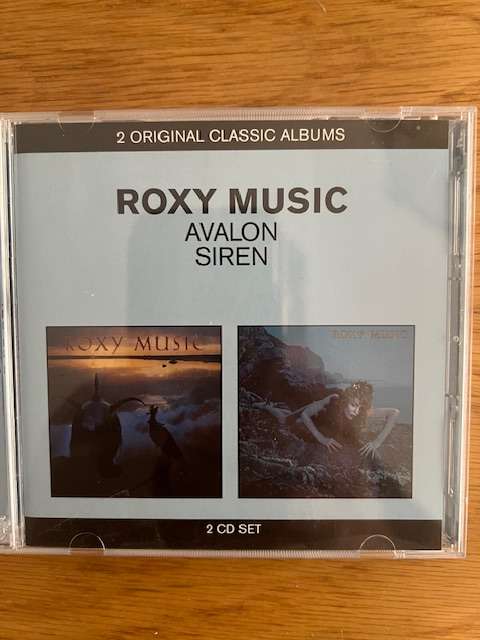 2 ORIGINAL CLASSIC ALBUMS
ROXY MUSIC
AVALON
SIREN
ROXY MUSIC
ROXY MUSIC
2 CD SET